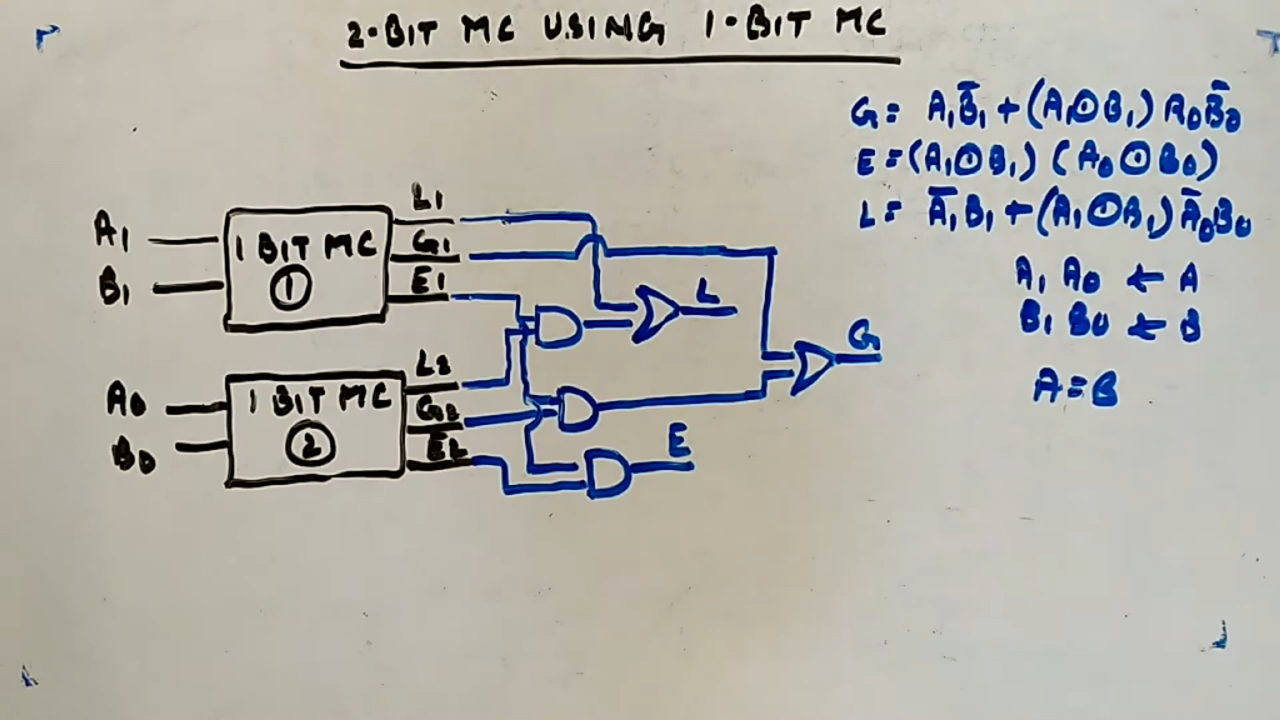 2-BIT MC USING 1-BIT MC
G = A₁B̄₁ + (A₁⊙B₁) A₀B̄₀
E = (A₁⊙B₁) (A₀⊙B₀)
L = Ā₁B₁ + (A₁⊙B₁) Ā₀B₀
A₁ A₀ ← A
B₁ B₀ ← B
A = B
A₁
B₁
1 BIT MC
①
L₁
G₁
E₁
L
G
A₀
B₀
1 BIT MC
②
L₂
G₂
E₂
E